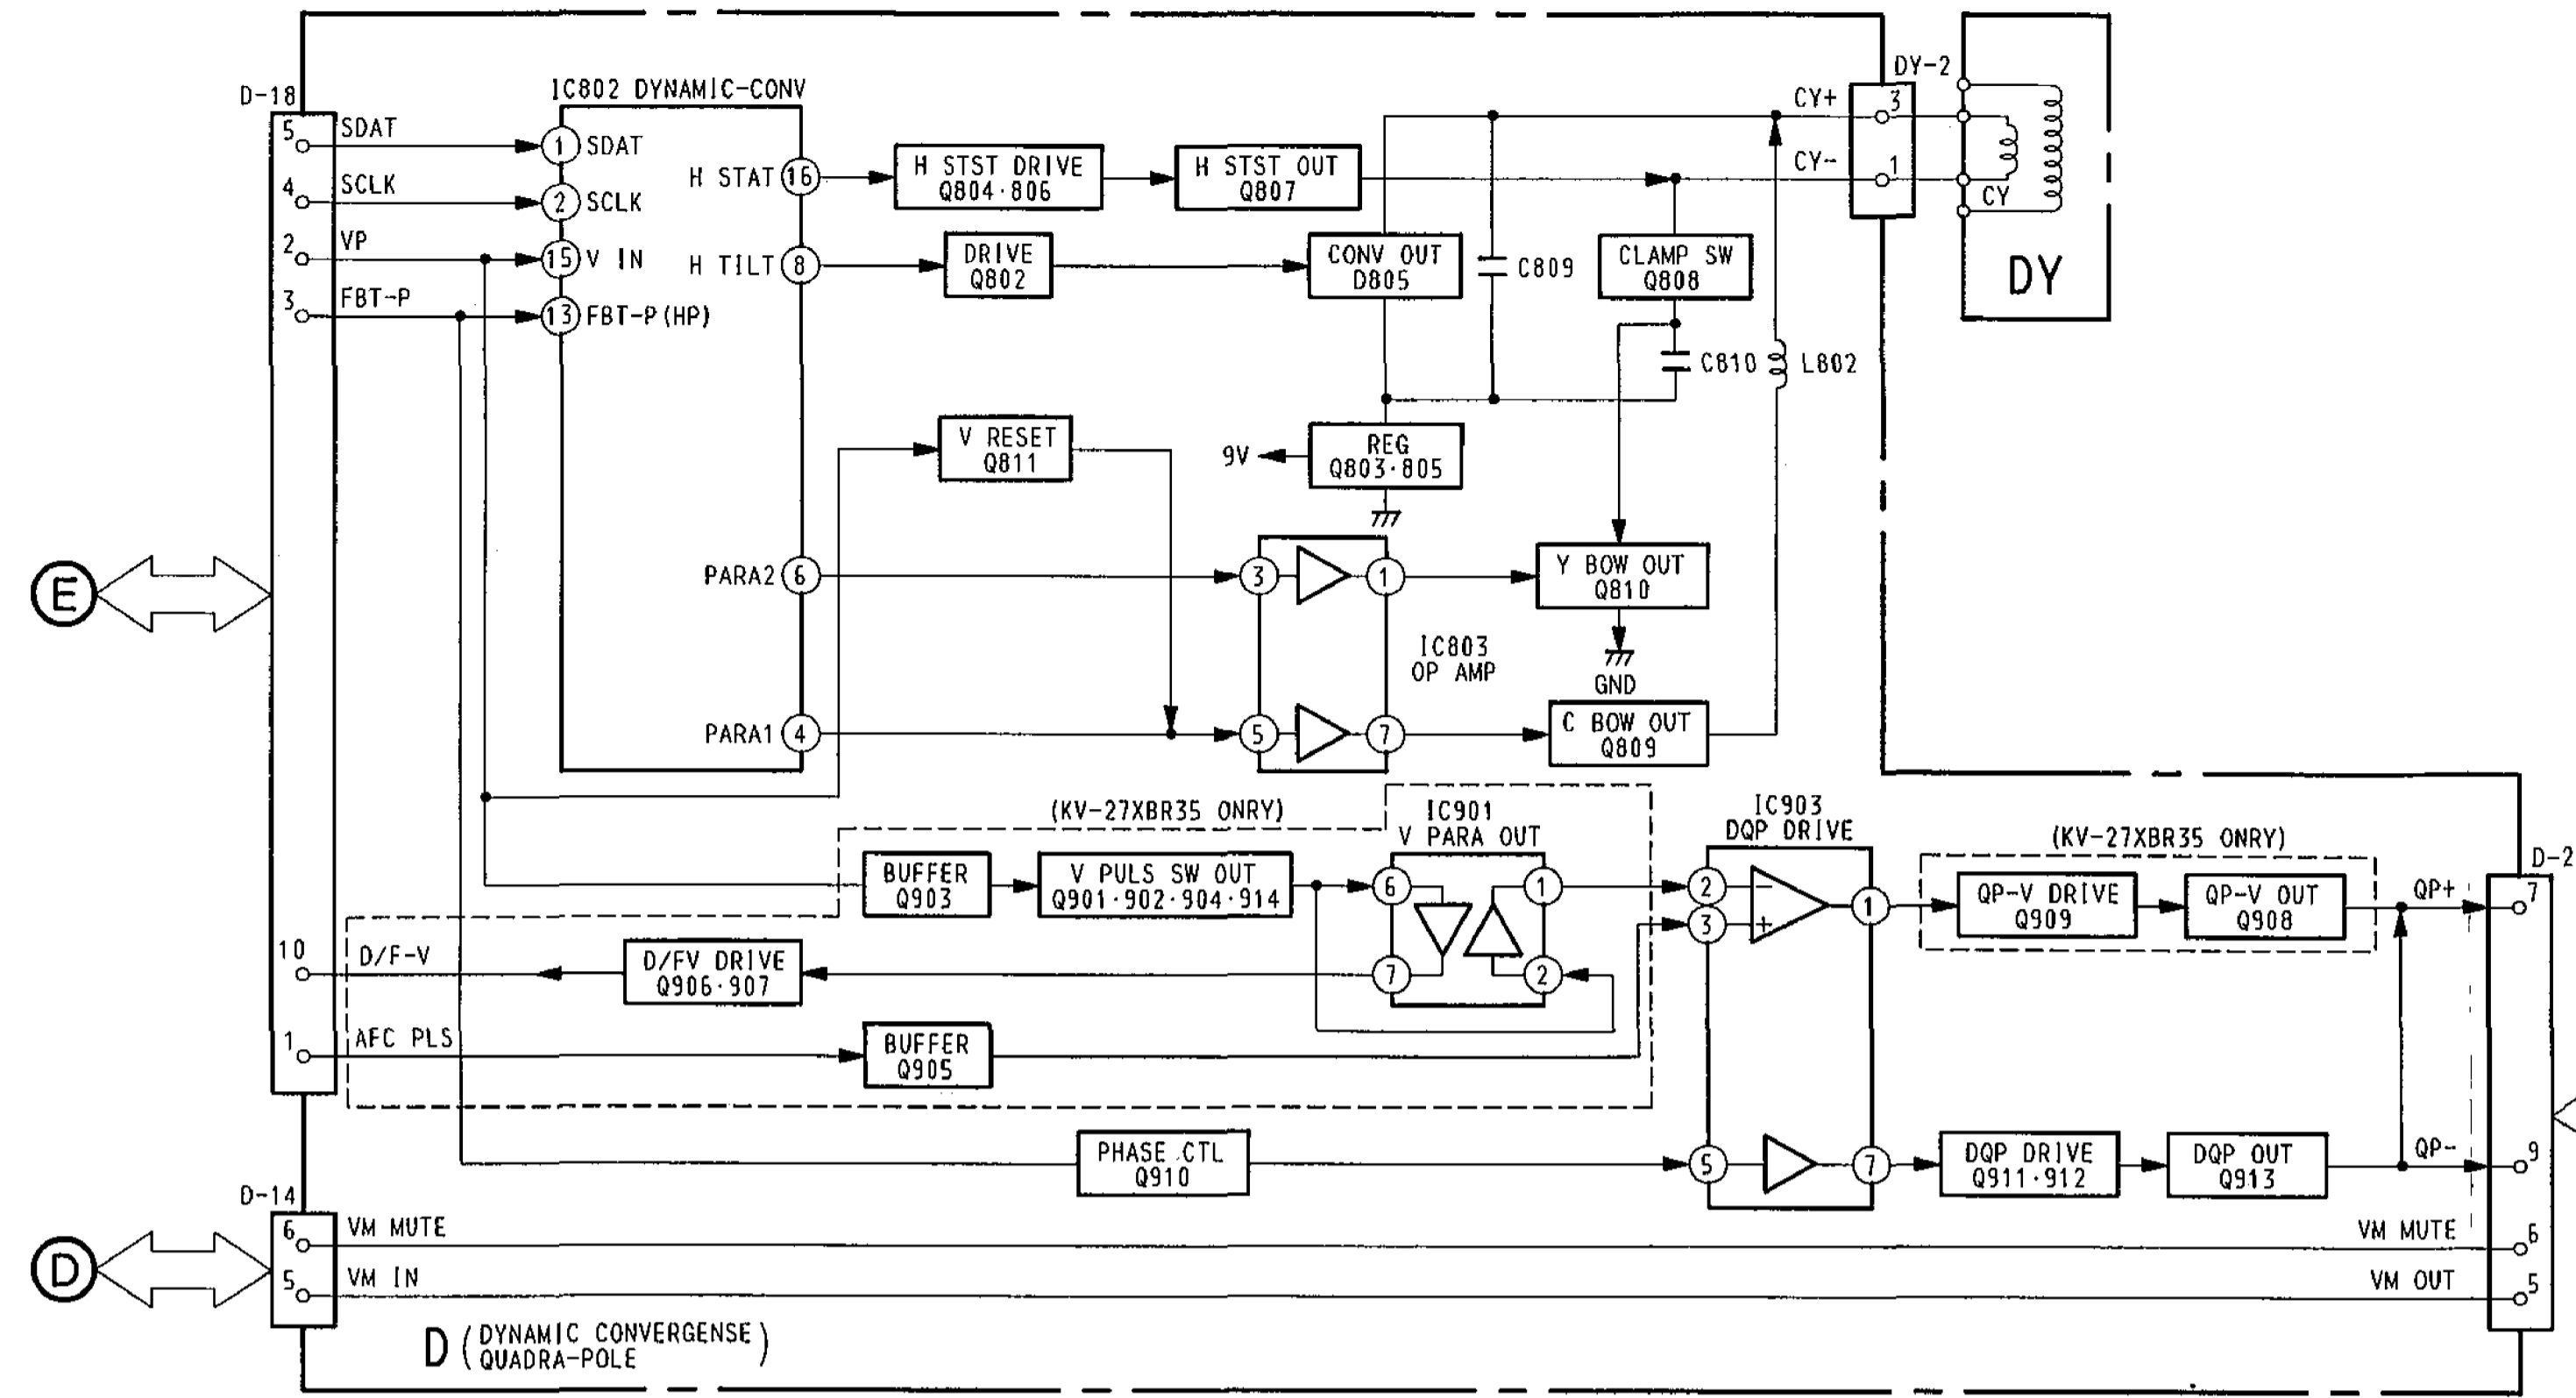 D-18
5 SDAT
4 SCLK
2 VP
3 FBT-P
10 D/F-V
1 AFC PLS
E
IC802 DYNAMIC-CONV
1 SDAT
2 SCLK
15 V IN
13 FBT-P(HP)
H STAT 16
H TILT 8
PARA2 6
PARA1 4
H STST DRIVE
Q804·806
H STST OUT
Q807
DRIVE
Q802
CONV OUT
D805
C809
CLAMP SW
Q808
C810
L802
CY+
CY-
DY-2
3
1
CY
DY
V RESET
Q811
9V
REG
Q803·805
3
1
5
7
IC803
OP AMP
Y BOW OUT
Q810
GND
C BOW OUT
Q809
(KV-27XBR35 ONRY)
IC901
V PARA OUT
6
1
7
2
BUFFER
Q903
V PULS SW OUT
Q901·902·904·914
D/FV DRIVE
Q906·907
BUFFER
Q905
IC903
DQP DRIVE
2
-
3
+
1
5
7
(KV-27XBR35 ONRY)
QP-V DRIVE
Q909
QP-V OUT
Q908
QP+
D-2
7
PHASE CTL
Q910
DQP DRIVE
Q911·912
DQP OUT
Q913
QP-
9
D-14
6 VM MUTE
5 VM IN
VM MUTE 6
VM OUT 5
D
D (DYNAMIC CONVERGENSE
QUADRA-POLE)